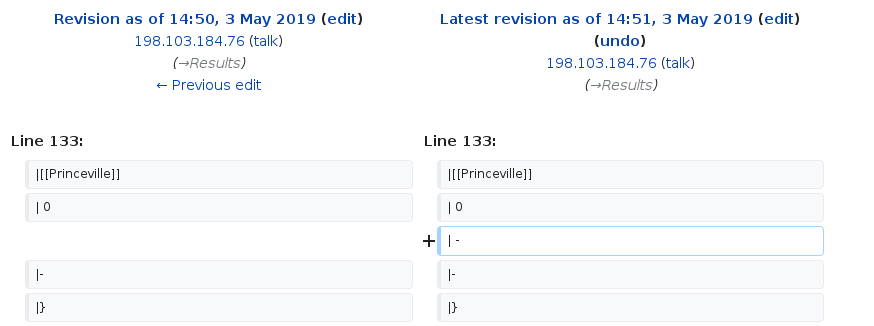 Revision as of 14:50, 3 May 2019 (edit)
198.103.184.76 (talk)
(→Results)
← Previous edit
Latest revision as of 14:51, 3 May 2019 (edit)
(undo)
198.103.184.76 (talk)
(→Results)
Line 133:
Line 133:
|[[Princeville]]
|[[Princeville]]
| 0
| 0
+ | -
|-
|-
|}
|}